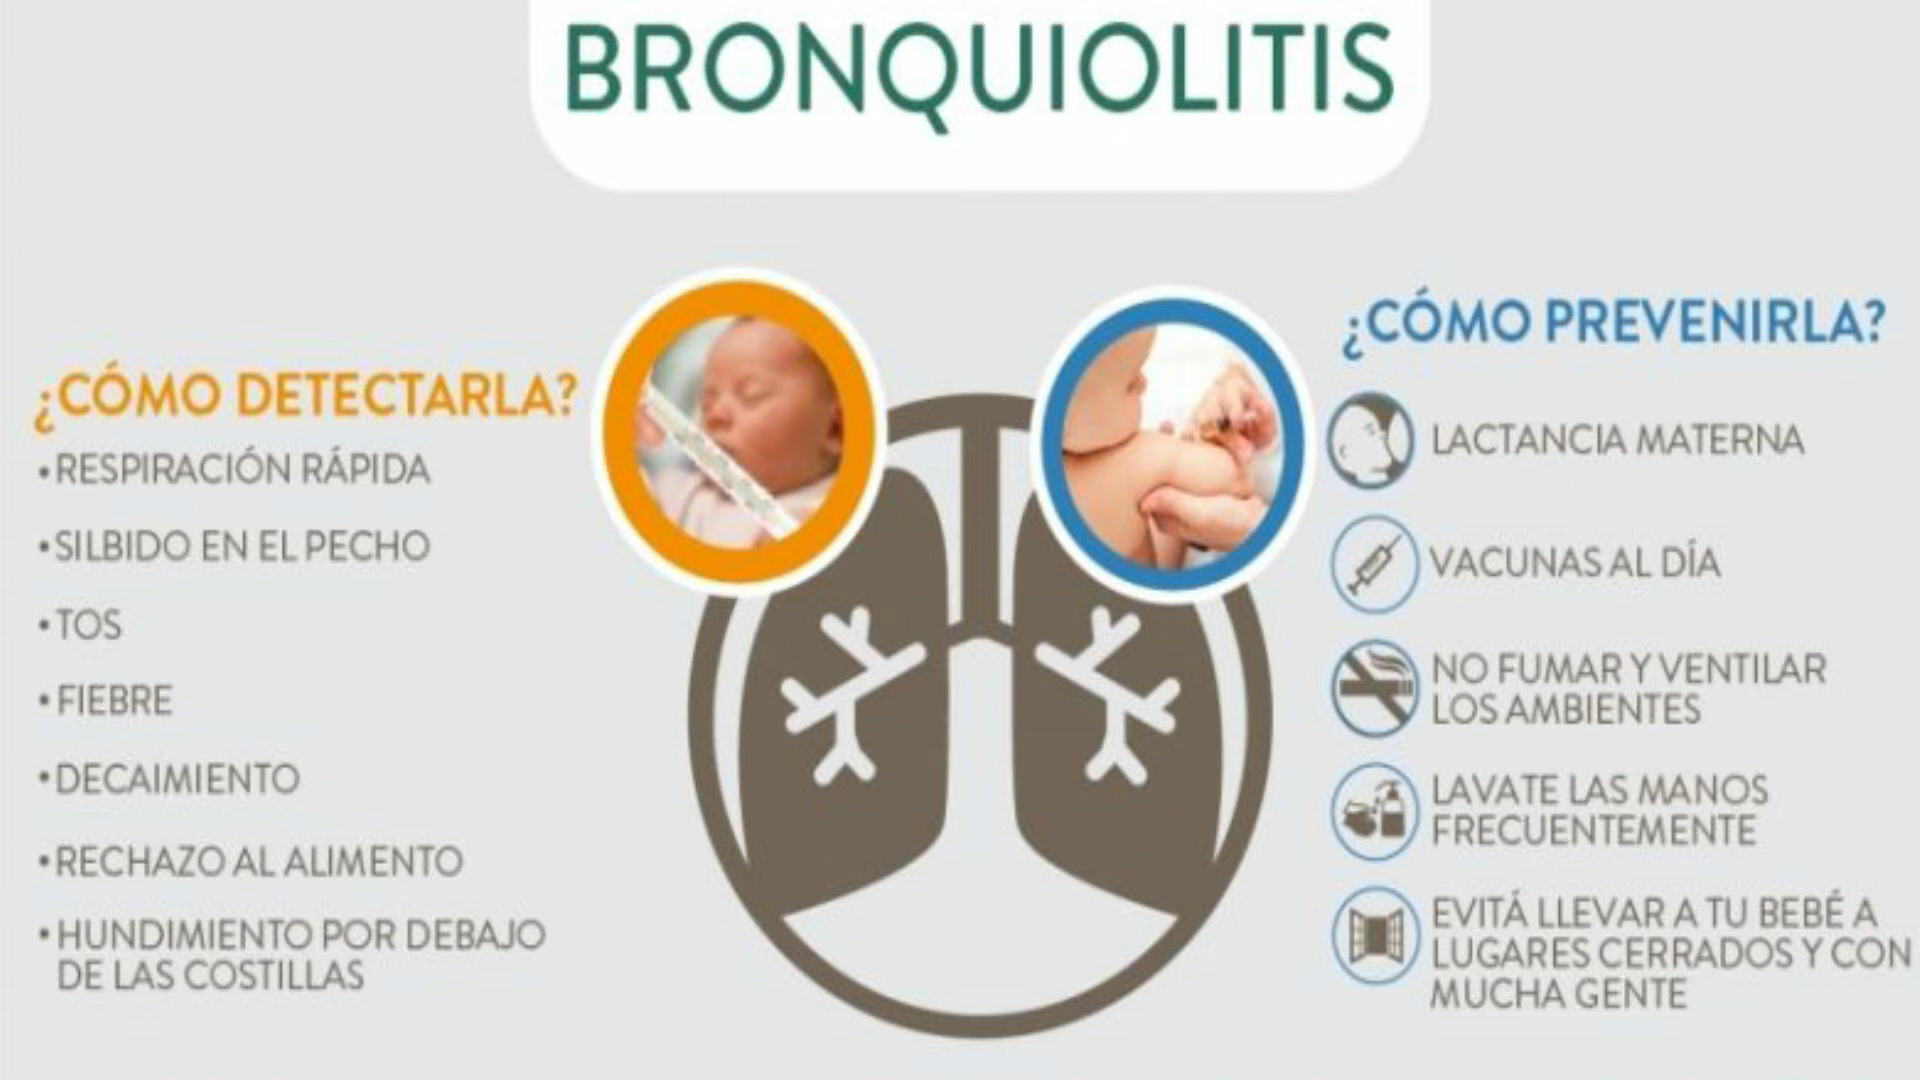 BRONQUIOLITIS
¿CÓMO DETECTARLA?
•RESPIRACIÓN RÁPIDA
•SILBIDO EN EL PECHO
•TOS
•FIEBRE
•DECAIMIENTO
•RECHAZO AL ALIMENTO
•HUNDIMIENTO POR DEBAJO
DE LAS COSTILLAS
¿CÓMO PREVENIRLA?
LACTANCIA MATERNA
VACUNAS AL DÍA
NO FUMAR Y VENTILAR
LOS AMBIENTES
LAVATE LAS MANOS
FRECUENTEMENTE
EVITÁ LLEVAR A TU BEBÉ A
LUGARES CERRADOS Y CON
MUCHA GENTE